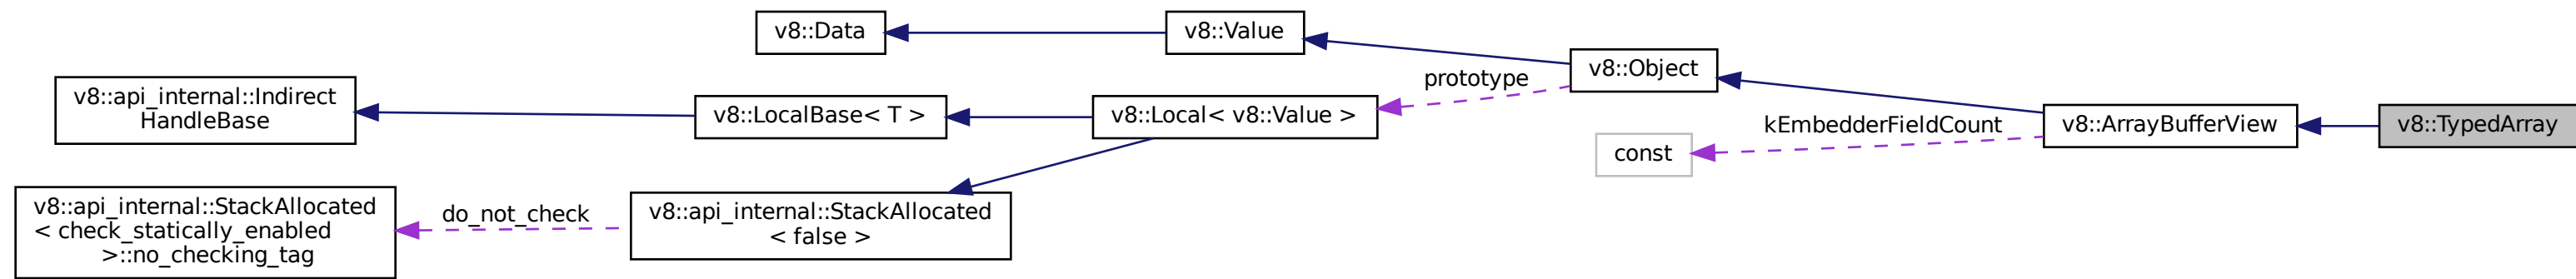 v8::Data
v8::Value
v8::Object
prototype
v8::api_internal::Indirect
HandleBase
v8::LocalBase< T >
v8::Local< v8::Value >
kEmbedderFieldCount
const
v8::ArrayBufferView
v8::TypedArray
v8::api_internal::StackAllocated
< check_statically_enabled
>::no_checking_tag
do_not_check
v8::api_internal::StackAllocated
< false >